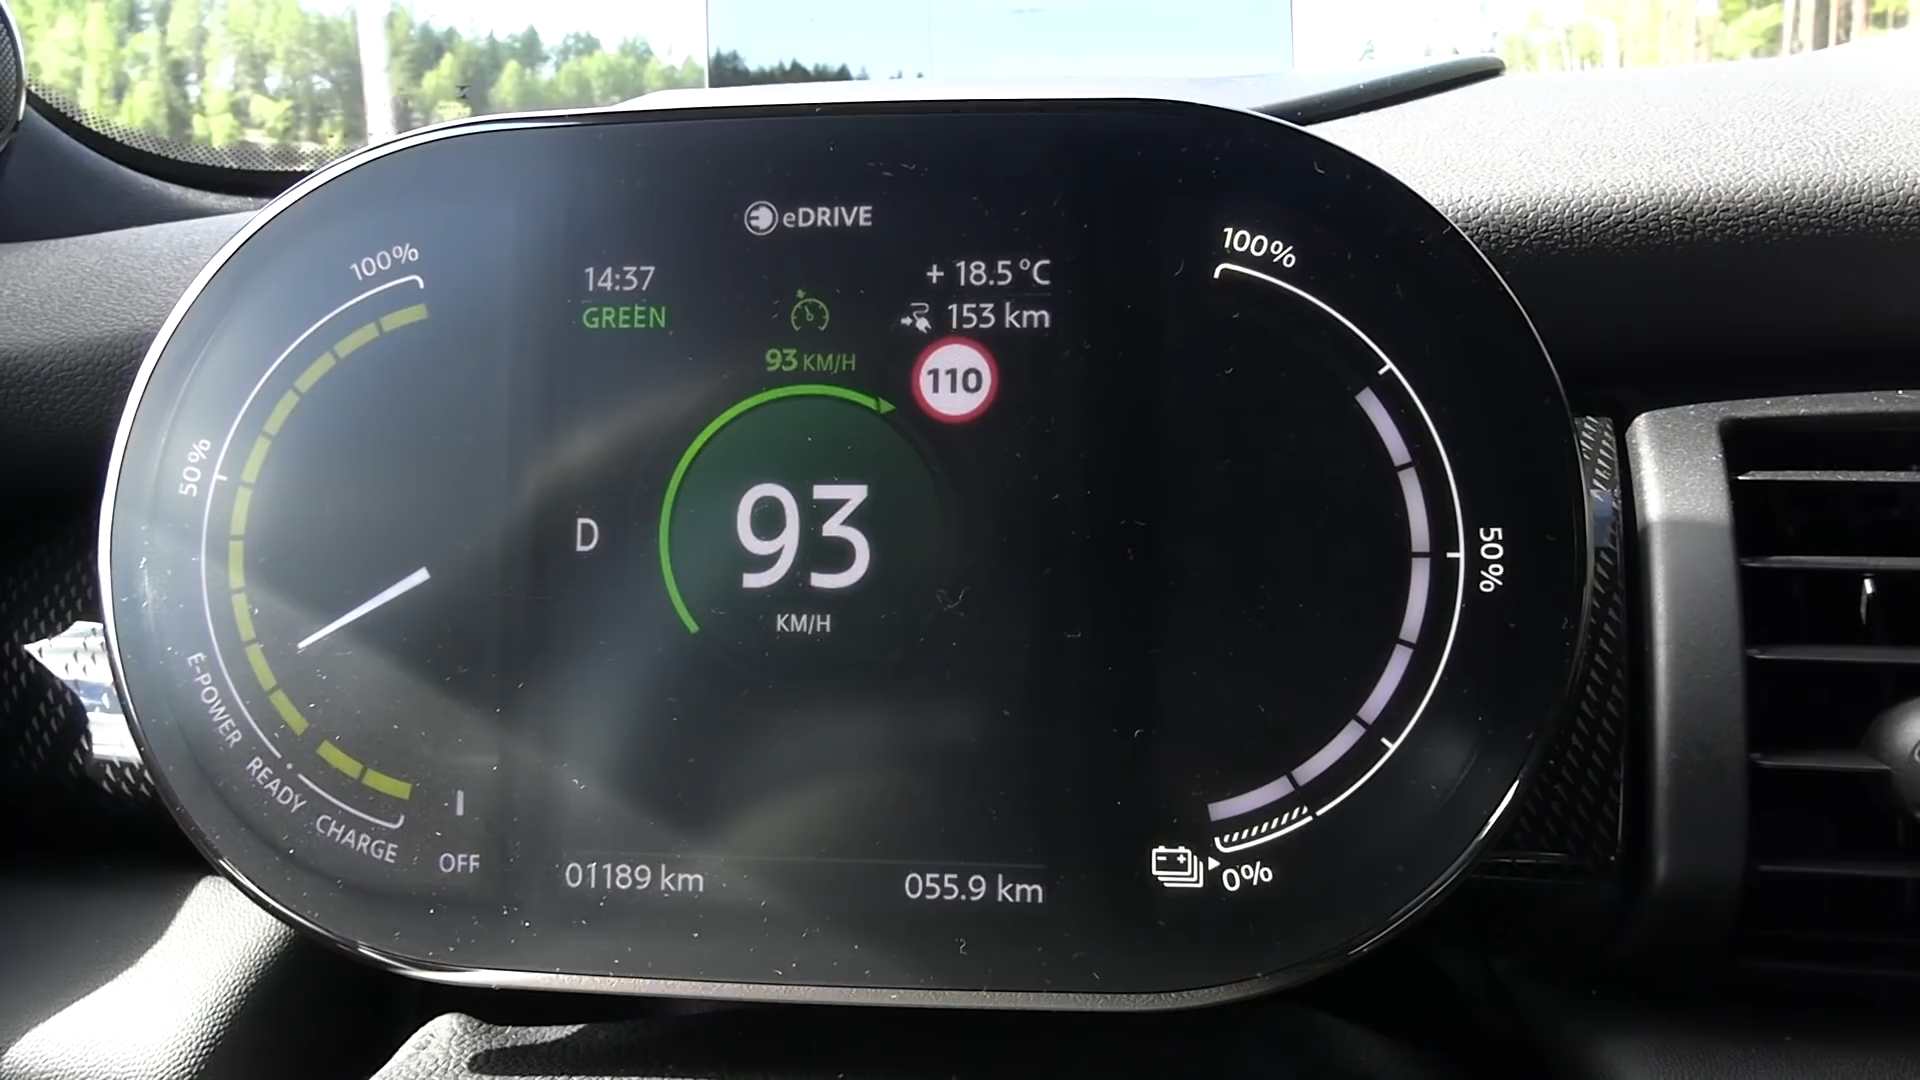 eDRIVE
100%
50%
E-POWER
READY
CHARGE
OFF
14:37
GREEN
+ 18.5 °C
153 km
93 KM/H
110
D
93
KM/H
01189 km
055.9 km
100%
50%
0%